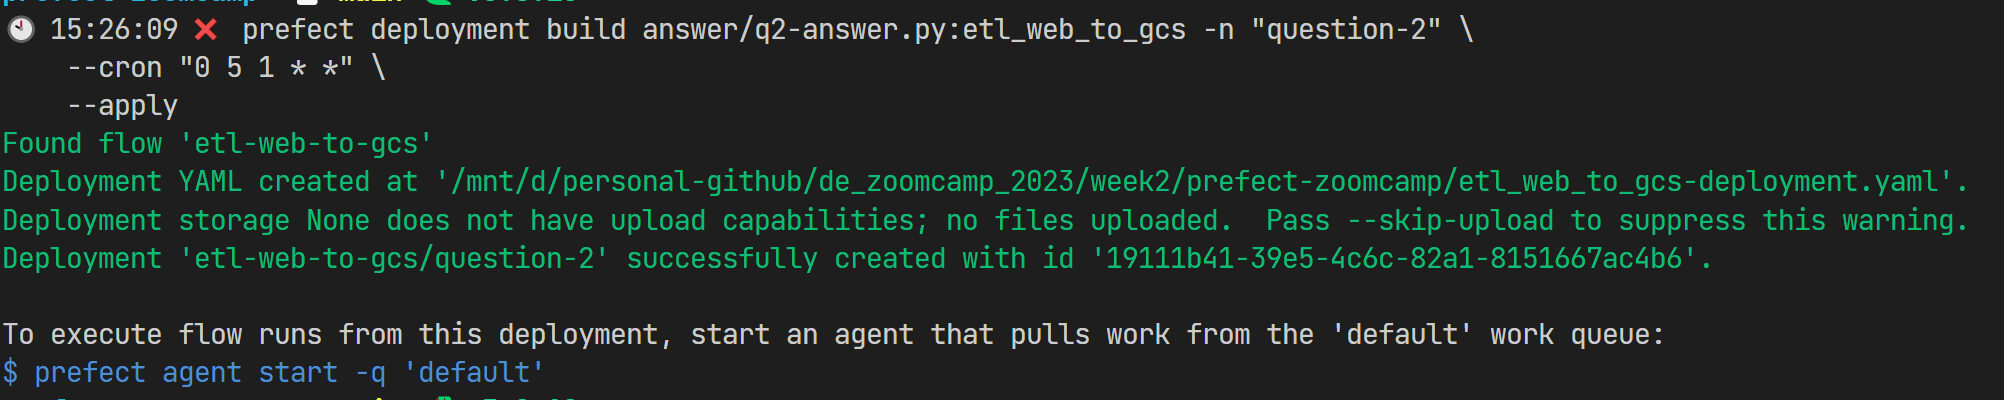 15:26:09 ❌ prefect deployment build answer/q2-answer.py:etl_web_to_gcs -n "question-2" \
    --cron "0 5 1 * *" \
    --apply
Found flow 'etl-web-to-gcs'
Deployment YAML created at '/mnt/d/personal-github/de_zoomcamp_2023/week2/prefect-zoomcamp/etl_web_to_gcs-deployment.yaml'.
Deployment storage None does not have upload capabilities; no files uploaded.  Pass --skip-upload to suppress this warning.
Deployment 'etl-web-to-gcs/question-2' successfully created with id '19111b41-39e5-4c6c-82a1-8151667ac4b6'.
To execute flow runs from this deployment, start an agent that pulls work from the 'default' work queue:
$ prefect agent start -q 'default'